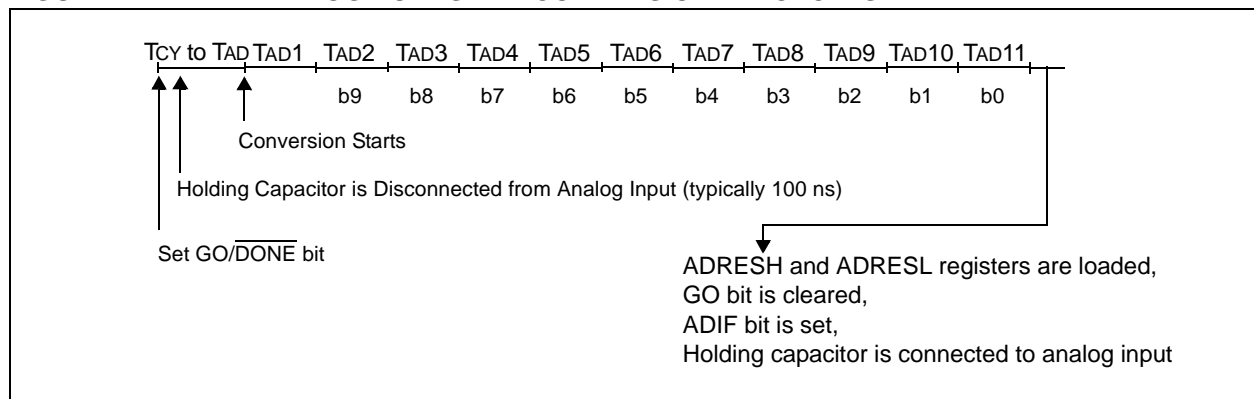 TCY to TAD TAD1 TAD2 TAD3 TAD4 TAD5 TAD6 TAD7 TAD8 TAD9 TAD10 TAD11
b9 b8 b7 b6 b5 b4 b3 b2 b1 b0
Conversion Starts
Holding Capacitor is Disconnected from Analog Input (typically 100 ns)
Set GO/DONE bit
ADRESH and ADRESL registers are loaded,
GO bit is cleared,
ADIF bit is set,
Holding capacitor is connected to analog input